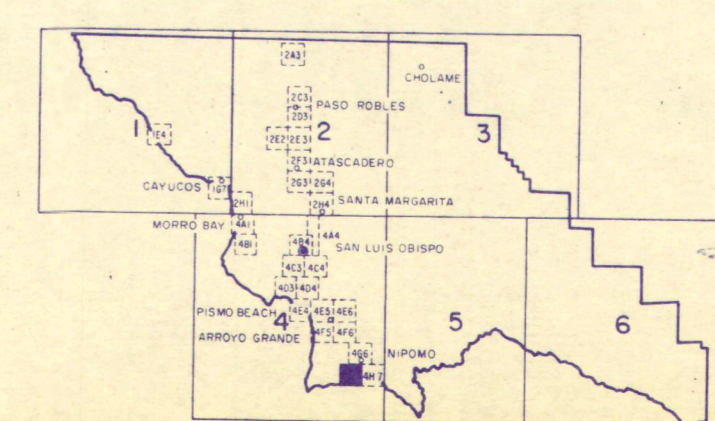 2A3
CHOLAME
2C3
PASO ROBLES
2D3
1
1E4
2E2 2E3
2
3
2F3
ATASCADERO
2G3 2G4
CAYUCOS
1G7
2H1
2H4
SANTA MARGARITA
MORRO BAY
4A1
4A4
4B1
4B4
SAN LUIS OBISPO
4C3 4C4
4D3 4D4
PISMO BEACH
4E4
4E5 4E6
4
5
6
ARROYO GRANDE
4F5 4F6
4G6
NIPOMO
4H7